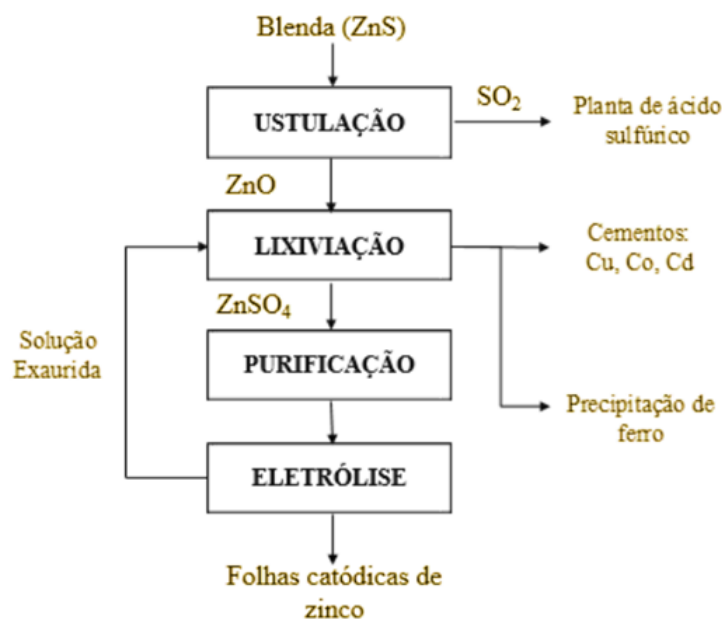 Blenda (ZnS)
USTULAÇÃO
SO₂
Planta de ácido
sulfúrico
ZnO
LIXIVIAÇÃO
Cementos:
Cu, Co, Cd
ZnSO₄
Solução
Exaurida
PURIFICAÇÃO
Precipitação de
ferro
ELETRÓLISE
Folhas catódicas de
zinco